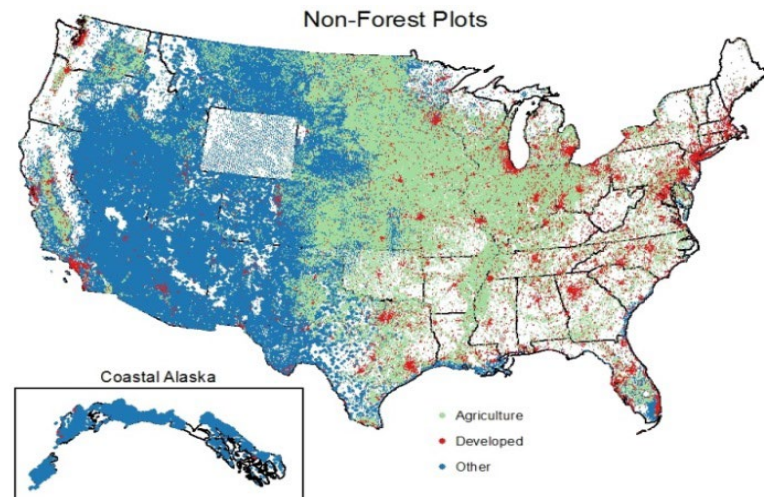 Non-Forest Plots
Coastal Alaska
Agriculture
Developed
Other